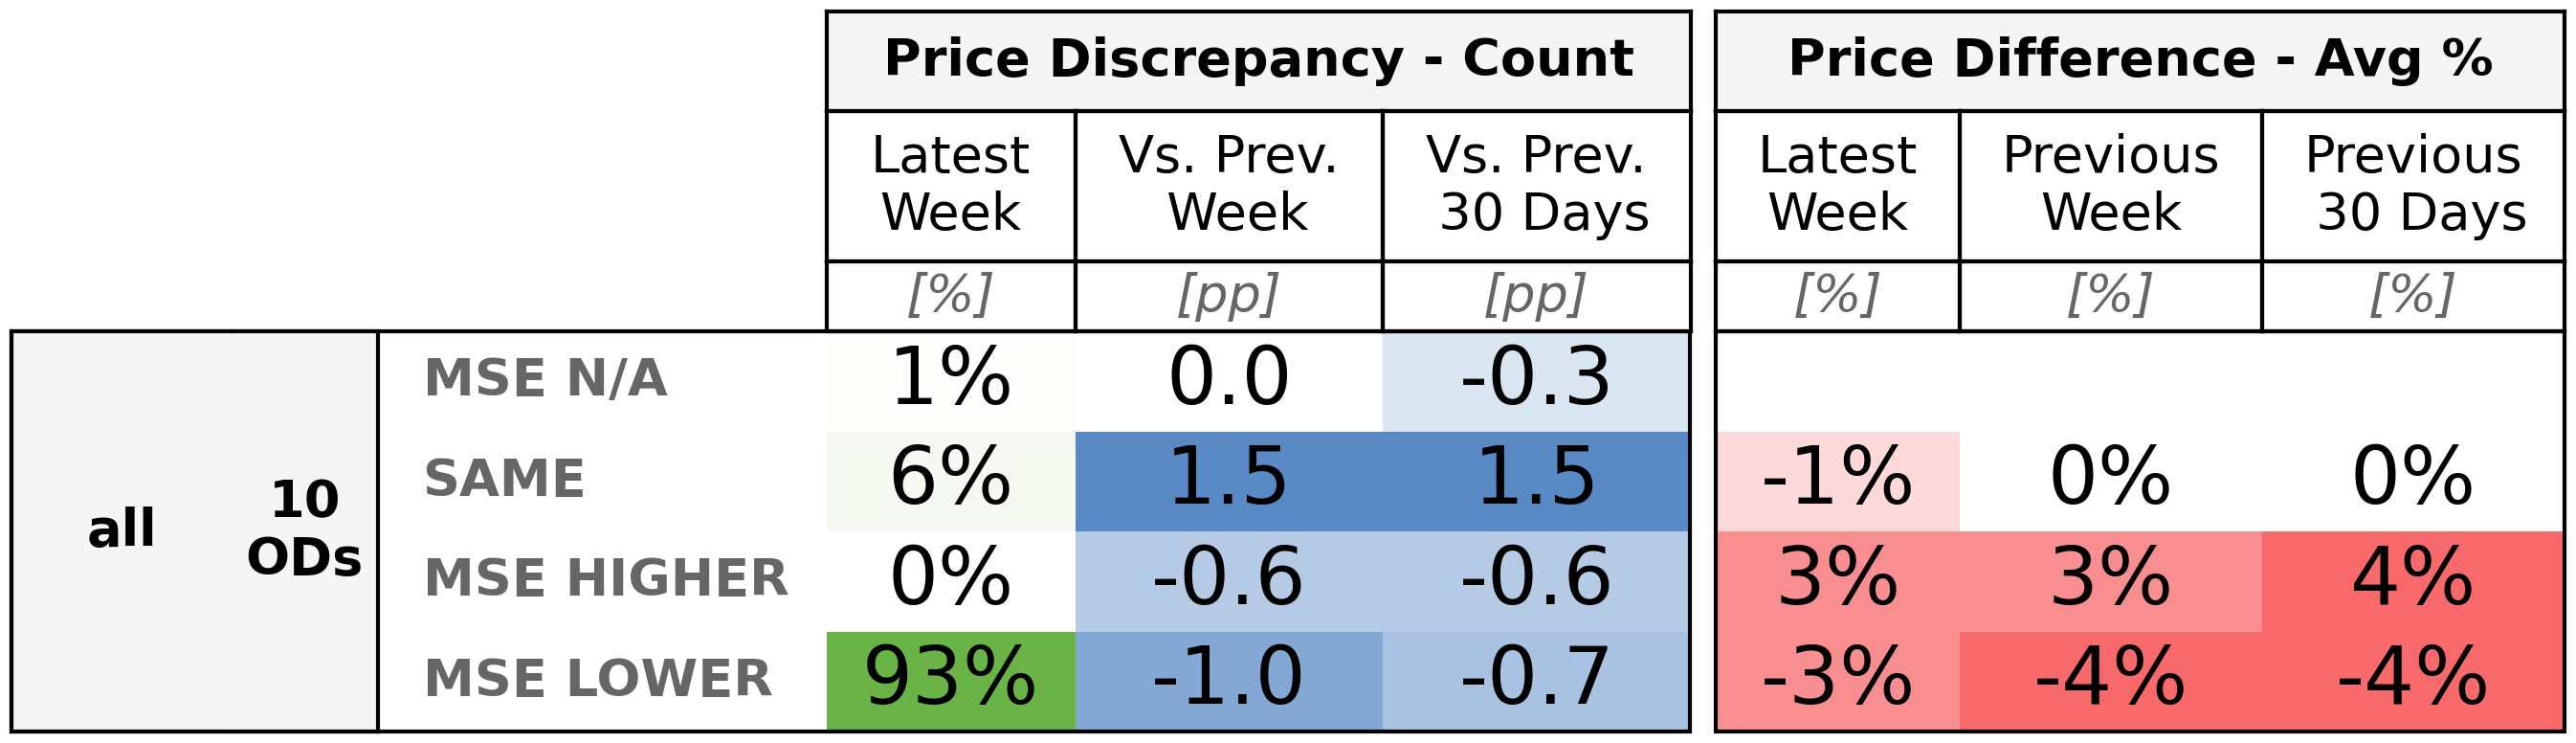 Price Discrepancy - Count Price Difference - Avg %
Latest Week Vs. Prev. Week Vs. Prev. 30 Days Latest Week Previous Week Previous 30 Days
[%] [pp] [pp] [%] [%] [%]
all
10 ODs
MSE N/A 1% 0.0 -0.3
SAME 6% 1.5 1.5 -1% 0% 0%
MSE HIGHER 0% -0.6 -0.6 3% 3% 4%
MSE LOWER 93% -1.0 -0.7 -3% -4% -4%